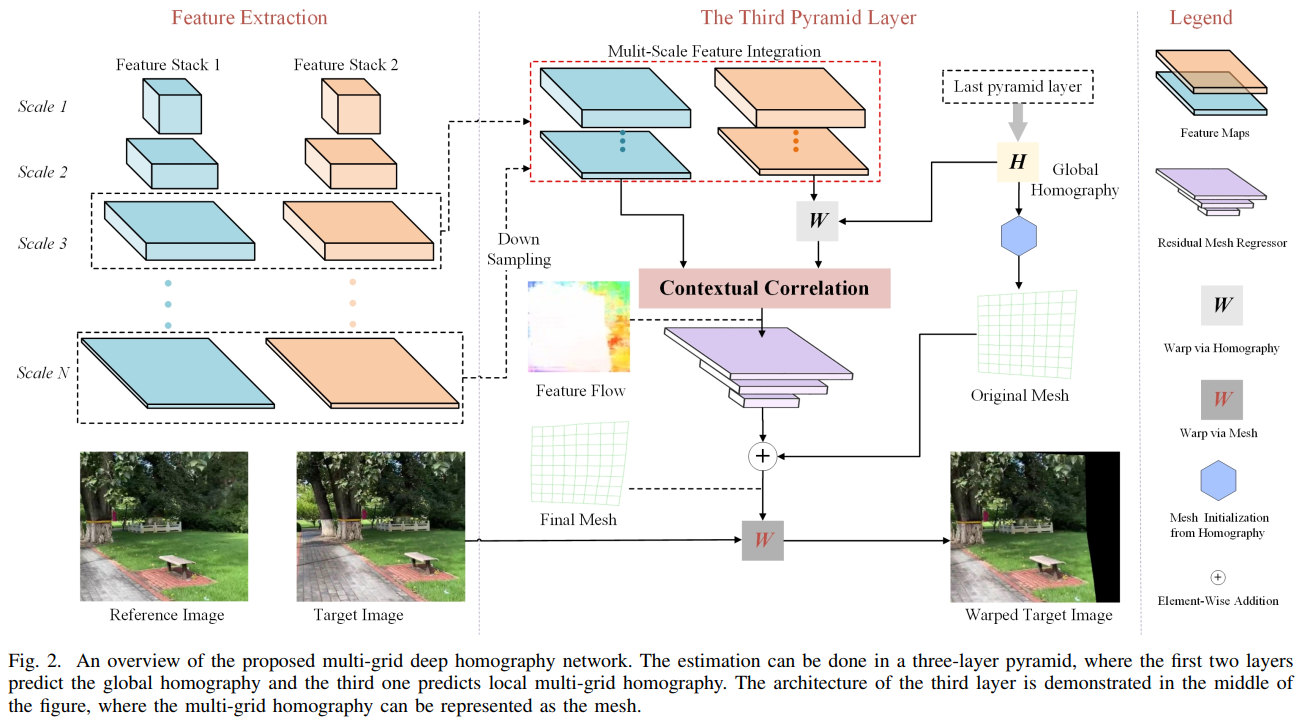 Feature Extraction
The Third Pyramid Layer
Legend
Feature Stack 1
Feature Stack 2
Scale 1
Scale 2
Scale 3
Scale N
Down
Sampling
Mulit-Scale Feature Integration
Last pyramid layer
H
Global
Homography
W
Contextual Correlation
Feature Flow
Original Mesh
Final Mesh
W
Reference Image
Target Image
Warped Target Image
Feature Maps
Residual Mesh Regressor
W
Warp via Homography
W
Warp via Mesh
Mesh Initialization
from Homography
Element-Wise Addition
Fig. 2. An overview of the proposed multi-grid deep homography network. The estimation can be done in a three-layer pyramid, where the first two layers
predict the global homography and the third one predicts local multi-grid homography. The architecture of the third layer is demonstrated in the middle of
the figure, where the multi-grid homography can be represented as the mesh.